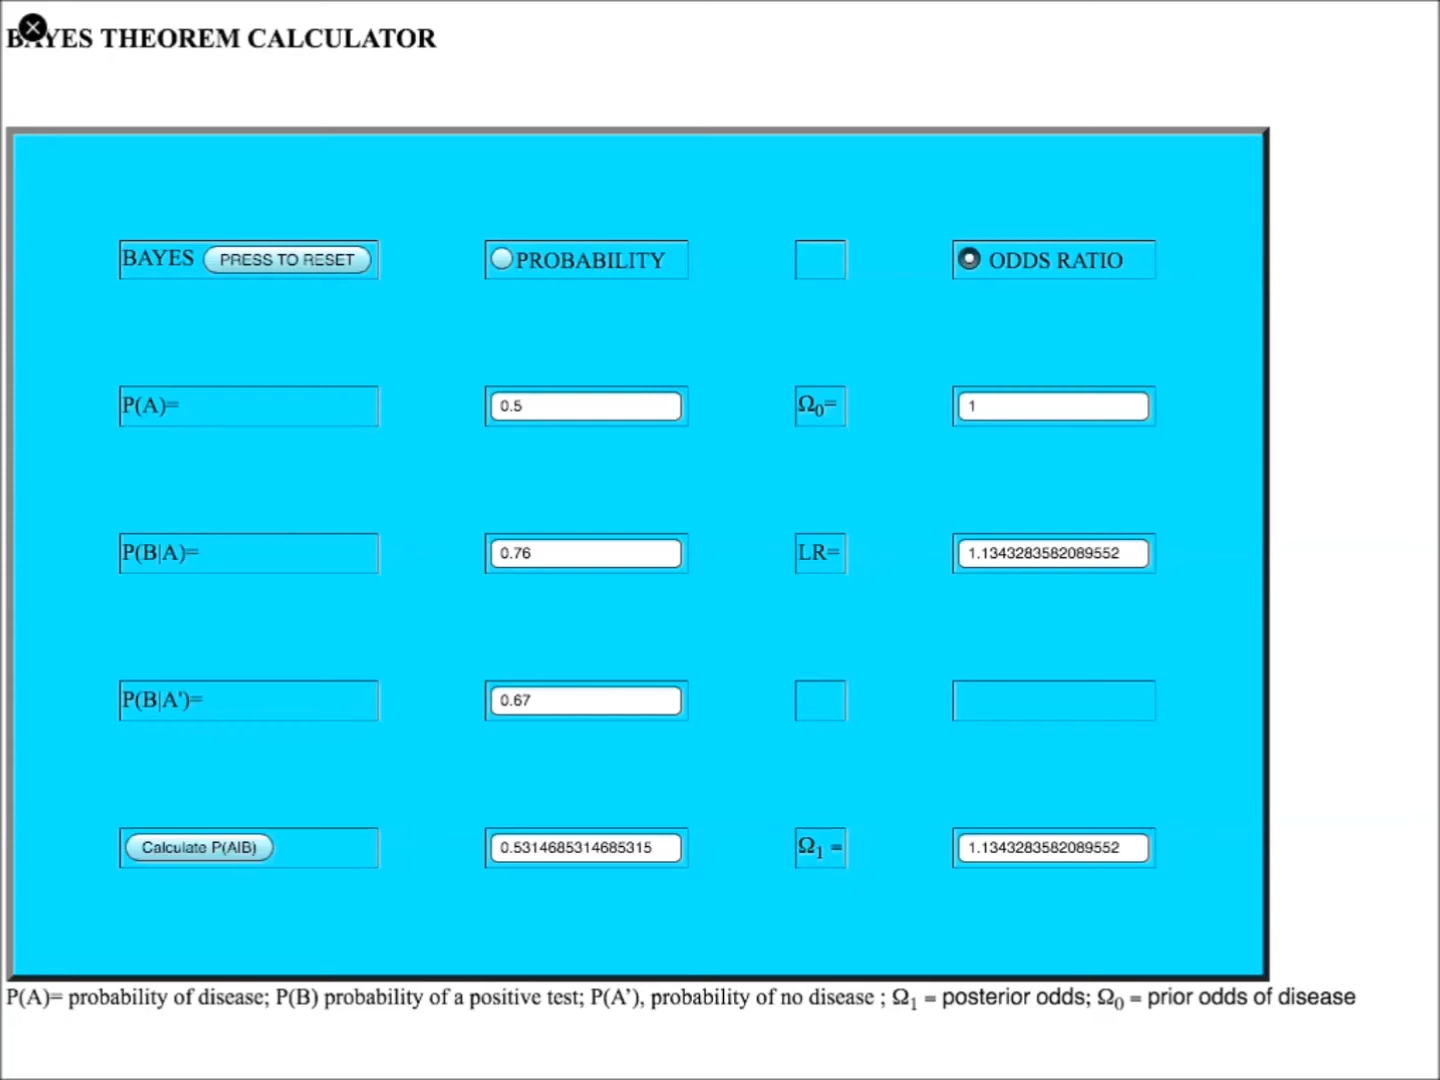 BAYES THEOREM CALCULATOR
BAYES PRESS TO RESET PROBABILITY ODDS RATIO
P(A)= 0.5 Ω₀= 1
P(B|A)= 0.76 LR= 1.1343283582089552
P(B|A')= 0.67
Calculate P(AIB) 0.5314685314685315 Ω₁ = 1.1343283582089552
P(A)= probability of disease; P(B) probability of a positive test; P(A’), probability of no disease ; Ω₁ = posterior odds; Ω₀ = prior odds of disease